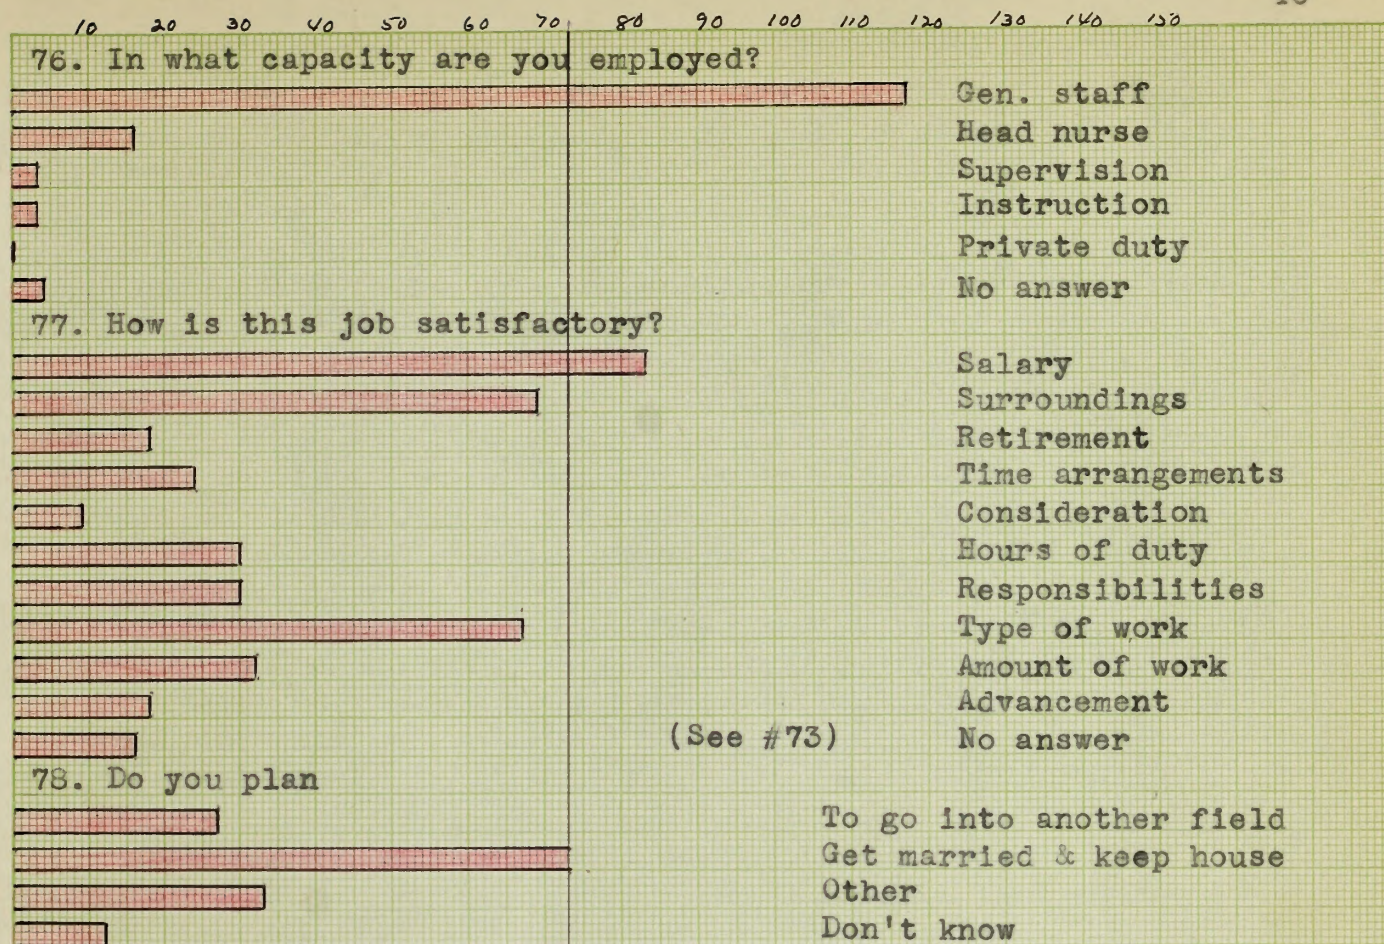 10 20 30 40 50 60 70 80 90 100 110 120 130 140 150
76. In what capacity are you employed?
Gen. staff
Head nurse
Supervision
Instruction
Private duty
No answer
77. How is this job satisfactory?
Salary
Surroundings
Retirement
Time arrangements
Consideration
Hours of duty
Responsibilities
Type of work
Amount of work
Advancement
(See #73) No answer
78. Do you plan
To go into another field
Get married & keep house
Other
Don't know